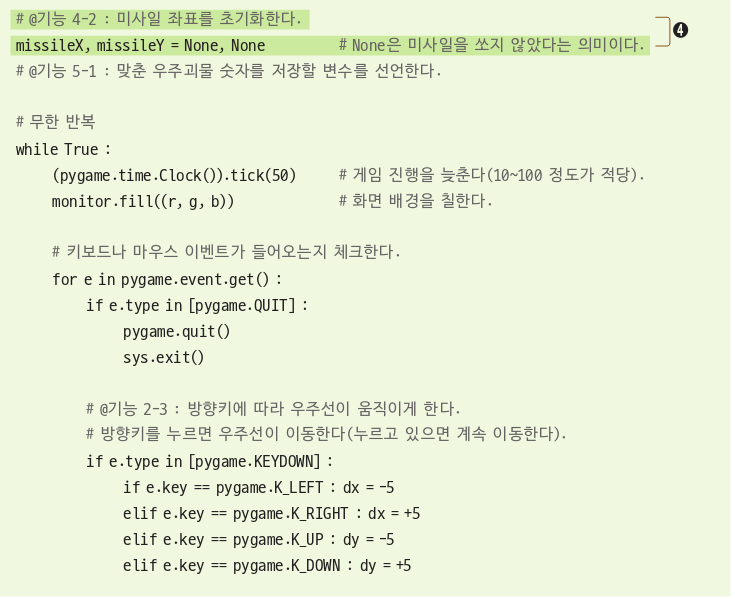 # @기능 4-2 : 미사일 좌표를 초기화한다.
missileX, missileY = None, None # None은 미사일을 쏘지 않았다는 의미이다. ❹
# @기능 5-1 : 맞춘 우주괴물 숫자를 저장할 변수를 선언한다.
# 무한 반복
while True :
(pygame.time.Clock()).tick(50) # 게임 진행을 늦춘다(10~100 정도가 적당).
monitor.fill((r, g, b)) # 화면 배경을 칠한다.
# 키보드나 마우스 이벤트가 들어오는지 체크한다.
for e in pygame.event.get() :
if e.type in [pygame.QUIT] :
pygame.quit()
sys.exit()
# @기능 2-3 : 방향키에 따라 우주선이 움직이게 한다.
# 방향키를 누르면 우주선이 이동한다(누르고 있으면 계속 이동한다).
if e.type in [pygame.KEYDOWN] :
if e.key == pygame.K_LEFT : dx = -5
elif e.key == pygame.K_RIGHT : dx = +5
elif e.key == pygame.K_UP : dy = -5
elif e.key == pygame.K_DOWN : dy = +5